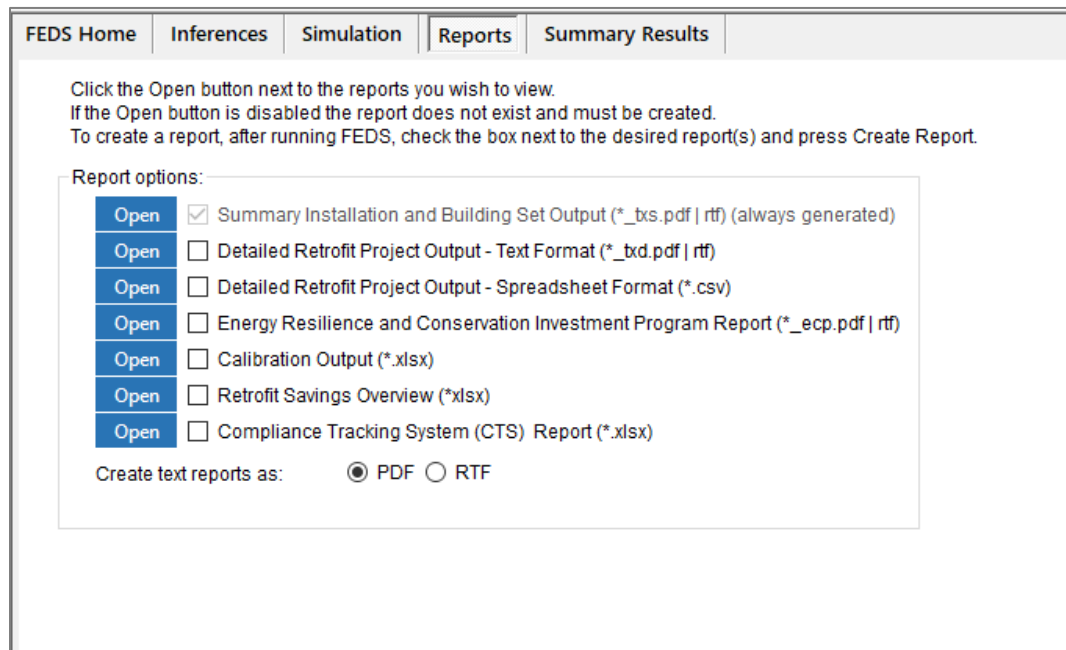 FEDS Home Inferences Simulation Reports Summary Results
Click the Open button next to the reports you wish to view.
If the Open button is disabled the report does not exist and must be created.
To create a report, after running FEDS, check the box next to the desired report(s) and press Create Report.
Report options:
Open Summary Installation and Building Set Output (*_txs.pdf | rtf) (always generated)
Open Detailed Retrofit Project Output - Text Format (*_txd.pdf | rtf)
Open Detailed Retrofit Project Output - Spreadsheet Format (*.csv)
Open Energy Resilience and Conservation Investment Program Report (*_ecp.pdf | rtf)
Open Calibration Output (*.xlsx)
Open Retrofit Savings Overview (*xlsx)
Open Compliance Tracking System (CTS) Report (*.xlsx)
Create text reports as: PDF RTF